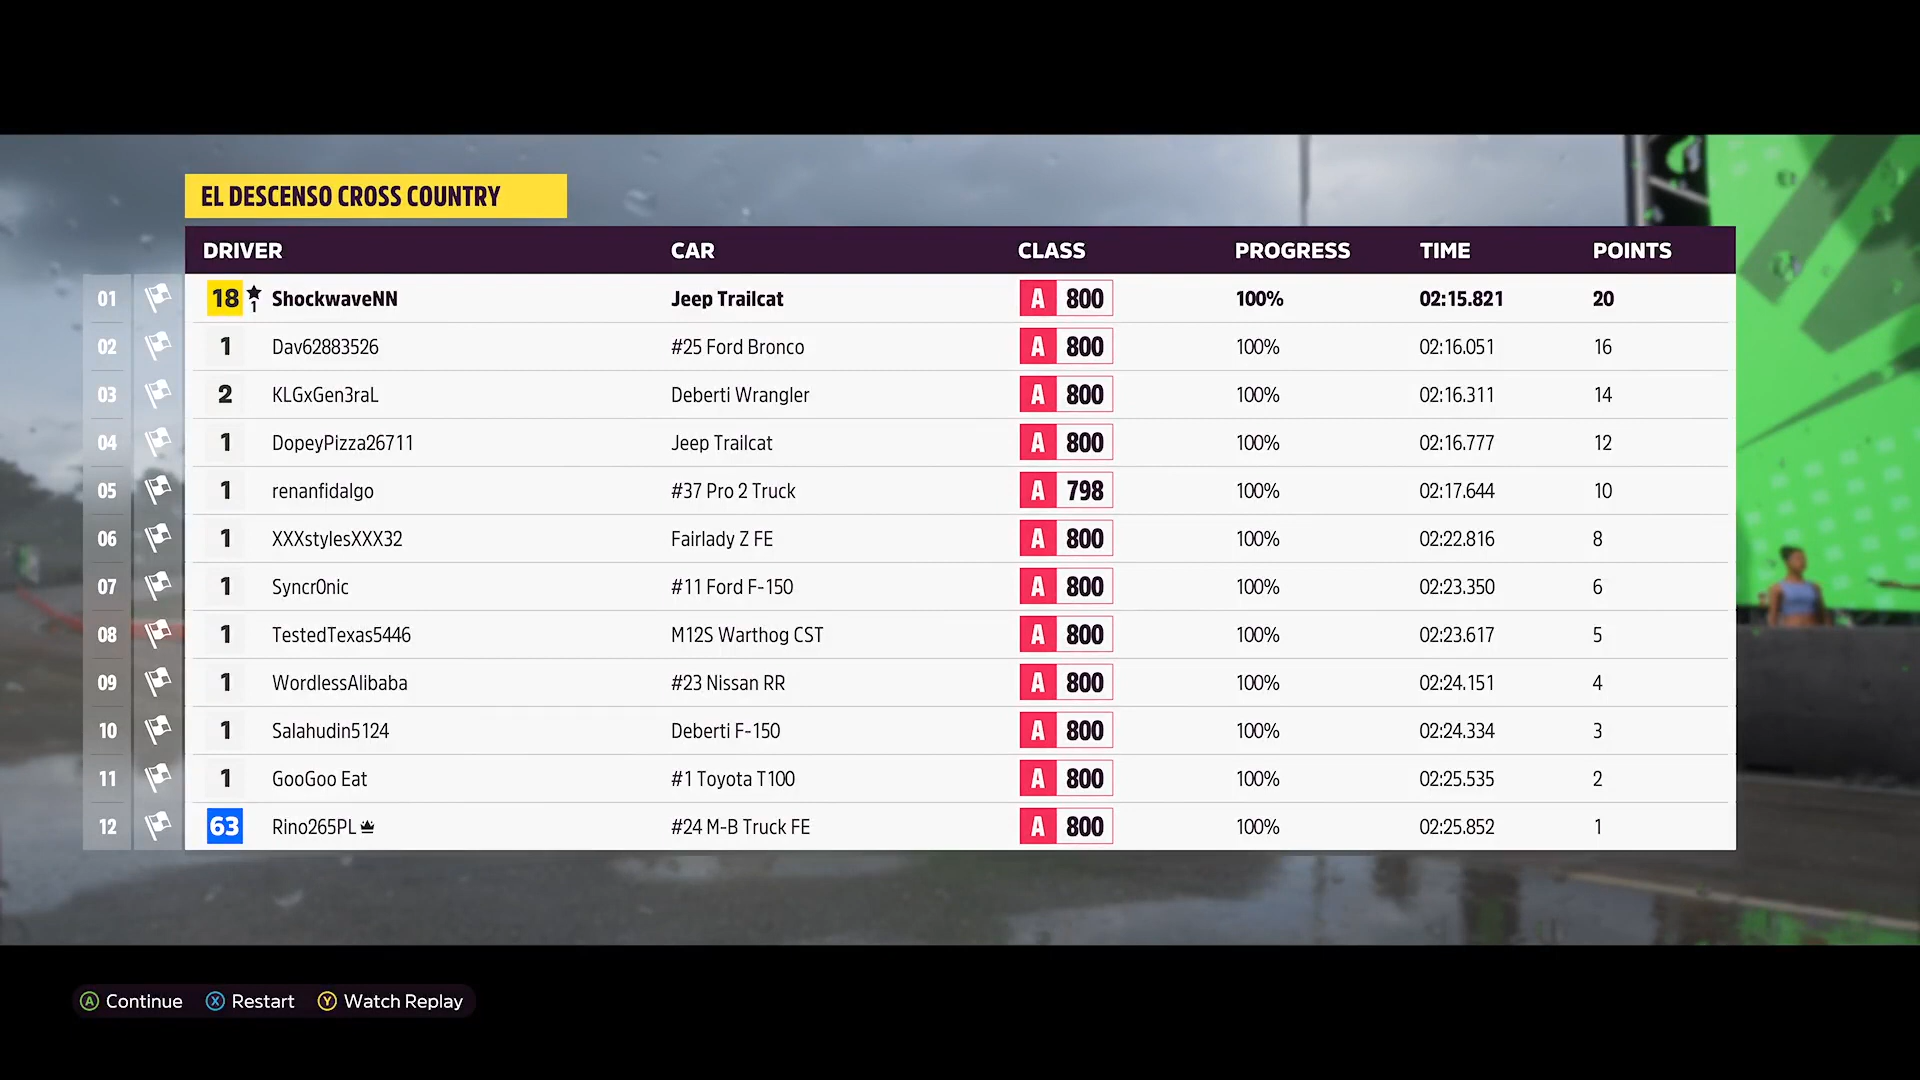 EL DESCENSO CROSS COUNTRY
DRIVER CAR CLASS PROGRESS TIME POINTS
01 18 1 ShockwaveNN Jeep Trailcat A 800 100% 02:15.821 20
02 1 Dav62883526 #25 Ford Bronco A 800 100% 02:16.051 16
03 2 KLGxGen3raL Deberti Wrangler A 800 100% 02:16.311 14
04 1 DopeyPizza26711 Jeep Trailcat A 800 100% 02:16.777 12
05 1 renanfidalgo #37 Pro 2 Truck A 798 100% 02:17.644 10
06 1 XXXstylesXXX32 Fairlady Z FE A 800 100% 02:22.816 8
07 1 Syncr0nic #11 Ford F-150 A 800 100% 02:23.350 6
08 1 TestedTexas5446 M12S Warthog CST A 800 100% 02:23.617 5
09 1 WordlessAlibaba #23 Nissan RR A 800 100% 02:24.151 4
10 1 Salahudin5124 Deberti F-150 A 800 100% 02:24.334 3
11 1 GooGoo Eat #1 Toyota T100 A 800 100% 02:25.535 2
12 63 Rino265PL #24 M-B Truck FE A 800 100% 02:25.852 1
A Continue X Restart Y Watch Replay